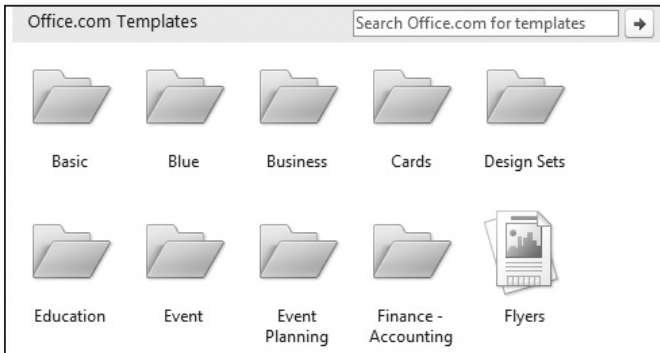 Office.com Templates
Search Office.com for templates
Basic
Blue
Business
Cards
Design Sets
Education
Event
Event
Planning
Finance -
Accounting
Flyers